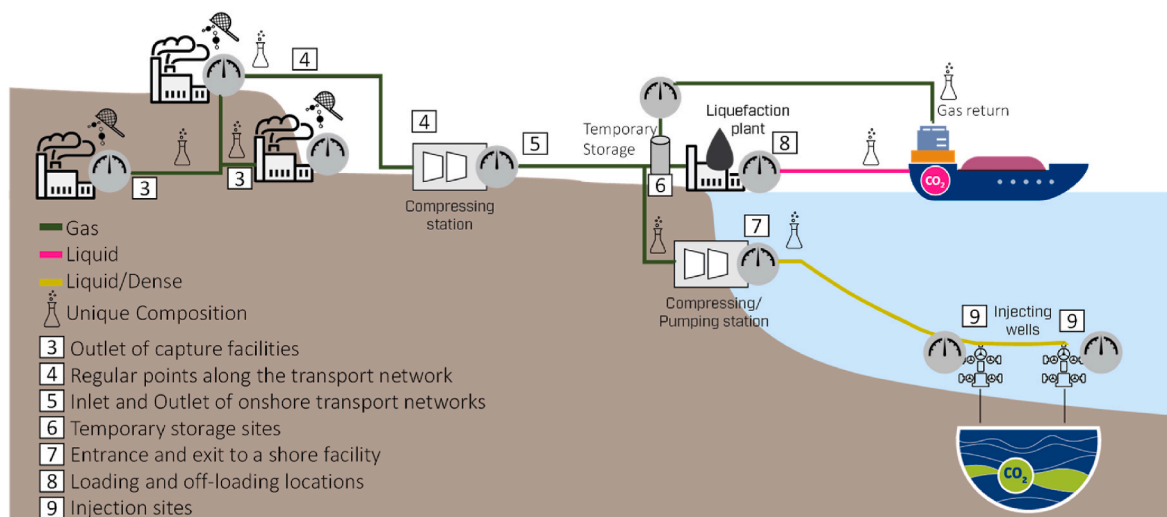 4
4
5
3
3
Compressing
station
Temporary
Storage
6
Liquefaction
plant
8
Gas return
CO2
7
Compressing/
Pumping station
9
Injecting
wells
9
CO2
Gas
Liquid
Liquid/Dense
Unique Composition
3 Outlet of capture facilities
4 Regular points along the transport network
5 Inlet and Outlet of onshore transport networks
6 Temporary storage sites
7 Entrance and exit to a shore facility
8 Loading and off-loading locations
9 Injection sites